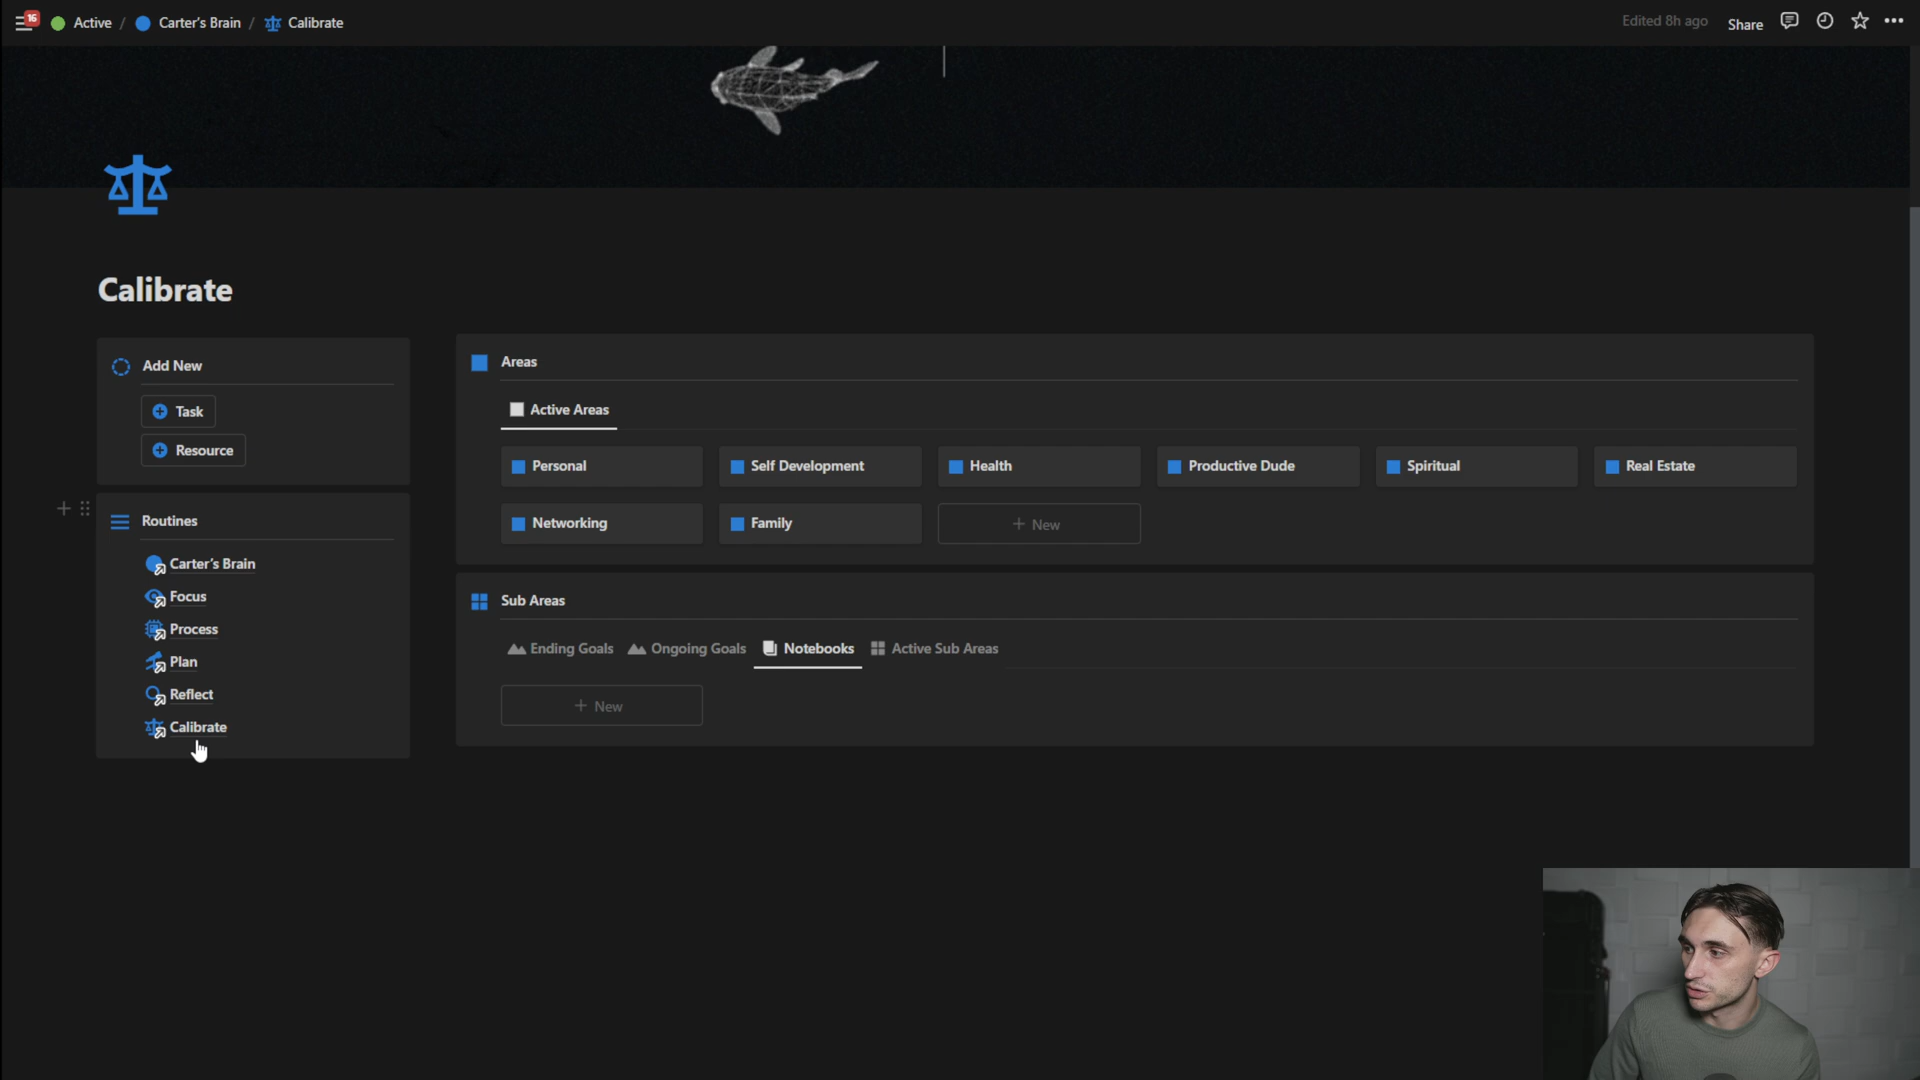 16
Active / Carter's Brain / Calibrate
Edited 8h ago
Share
Calibrate
Add New
Task
Resource
Routines
Carter's Brain
Focus
Process
Plan
Reflect
Calibrate
Areas
Active Areas
Personal
Self Development
Health
Productive Dude
Spiritual
Real Estate
Networking
Family
+ New
Sub Areas
Ending Goals
Ongoing Goals
Notebooks
Active Sub Areas
+ New